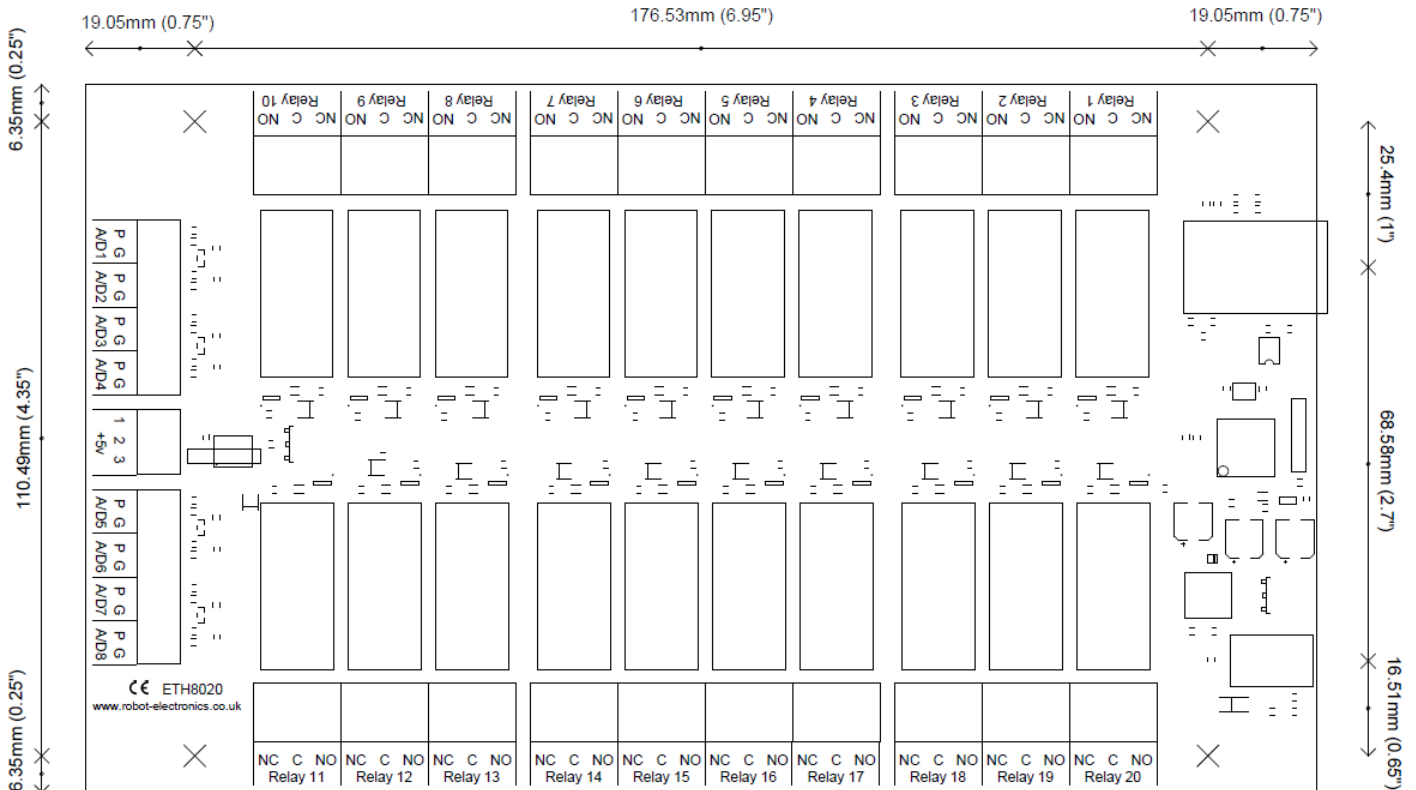 19.05mm (0.75")
176.53mm (6.95")
19.05mm (0.75")
6.35mm (0.25")
110.49mm (4.35")
6.35mm (0.25")
25.4mm (1")
68.58mm (2.7")
16.51mm (0.65")
Relay 10
NO C NC
Relay 9
NO C NC
Relay 8
NO C NC
Relay 7
NO C NC
Relay 6
NO C NC
Relay 5
NO C NC
Relay 4
NO C NC
Relay 3
NO C NC
Relay 2
NO C NC
Relay 1
NO C NC
P G
A/D1
P G
A/D2
P G
A/D3
P G
A/D4
1 2 3
+5v
P G
A/D5
P G
A/D6
P G
A/D7
P G
A/D8
CE ETH8020
www.robot-electronics.co.uk
NC C NO
Relay 11
NC C NO
Relay 12
NC C NO
Relay 13
NC C NO
Relay 14
NC C NO
Relay 15
NC C NO
Relay 16
NC C NO
Relay 17
NC C NO
Relay 18
NC C NO
Relay 19
NC C NO
Relay 20